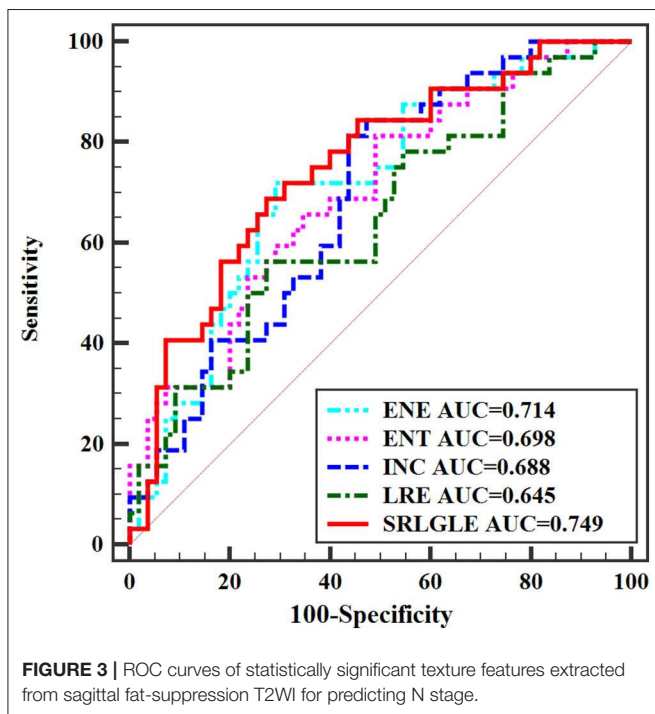 100
80
60
40
20
0
Sensitivity
ENE AUC=0.714
ENT AUC=0.698
INC AUC=0.688
LRE AUC=0.645
SRLGLE AUC=0.749
0 20 40 60 80 100
100-Specificity
FIGURE 3 | ROC curves of statistically significant texture features extracted
from sagittal fat-suppression T2WI for predicting N stage.